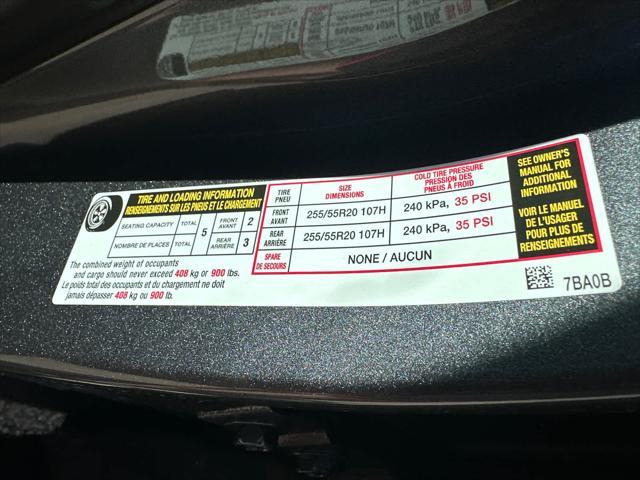 TIRE AND LOADING INFORMATION
RENSEIGNEMENTS SUR LES PNEUS ET LE CHARGEMENT
SEATING CAPACITY TOTAL 5 FRONT AVANT 2
NOMBRE DE PLACES TOTAL REAR ARRIÈRE 3
The combined weight of occupants
and cargo should never exceed 408 kg or 900 lbs.
Le poids total des occupants et du chargement ne doit
jamais dépasser 408 kg ou 900 lb.
TIRE PNEU SIZE DIMENSIONS COLD TIRE PRESSURE PRESSION DES PNEUS À FROID
FRONT AVANT 255/55R20 107H 240 kPa, 35 PSI
REAR ARRIÈRE 255/55R20 107H 240 kPa, 35 PSI
SPARE DE SECOURS NONE / AUCUN
SEE OWNER'S
MANUAL FOR
ADDITIONAL
INFORMATION
VOIR LE MANUEL
DE L'USAGER
POUR PLUS DE
RENSEIGNEMENTS
7BA0B